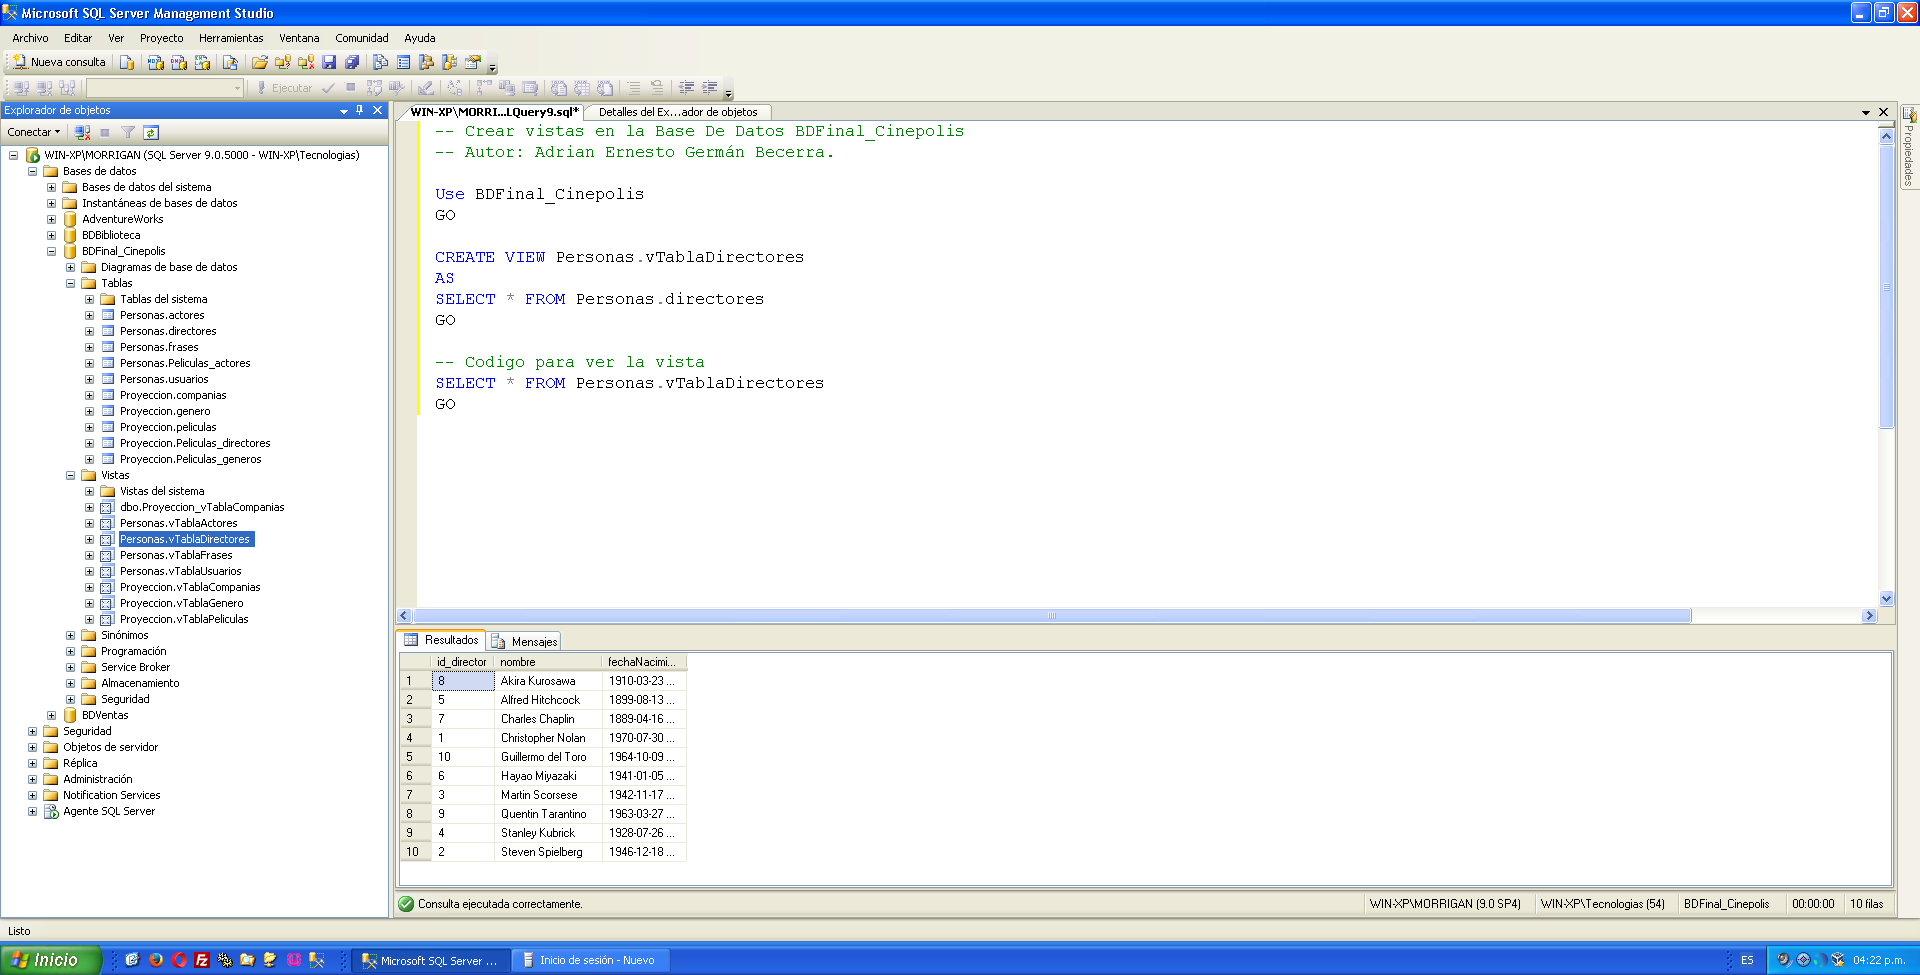 Microsoft SQL Server Management Studio
Archivo Editar Ver Proyecto Herramientas Ventana Comunidad Ayuda
Nueva consulta
Ejecutar
Explorador de objetos
Conectar
WIN-XP\MORRIGAN (SQL Server 9.0.5000 - WIN-XP\Tecnologias)
Bases de datos
Bases de datos del sistema
Instantáneas de bases de datos
AdventureWorks
BDBiblioteca
BDFinal_Cinepolis
Diagramas de base de datos
Tablas
Tablas del sistema
Personas.actores
Personas.directores
Personas.frases
Personas.Peliculas_actores
Personas.usuarios
Proyeccion.companias
Proyeccion.genero
Proyeccion.peliculas
Proyeccion.Peliculas_directores
Proyeccion.Peliculas_generos
Vistas
Vistas del sistema
dbo.Proyeccion_vTablaCompanias
Personas.vTablaActores
Personas.vTablaDirectores
Personas.vTablaFrases
Personas.vTablaUsuarios
Proyeccion.vTablaCompanias
Proyeccion.vTablaGenero
Proyeccion.vTablaPeliculas
Sinónimos
Programación
Service Broker
Almacenamiento
Seguridad
BDVentas
Seguridad
Objetos de servidor
Réplica
Administración
Notification Services
Agente SQL Server
WIN-XP\MORRI...LQuery9.sql* Detalles del Ex...ador de objetos
-- Crear vistas en la Base De Datos BDFinal_Cinepolis
-- Autor: Adrian Ernesto Germán Becerra.
Use BDFinal_Cinepolis
GO
CREATE VIEW Personas.vTablaDirectores
AS
SELECT * FROM Personas.directores
GO
-- Codigo para ver la vista
SELECT * FROM Personas.vTablaDirectores
GO
Propiedades
Resultados Mensajes
id_director nombre fechaNacimi...
1 8 Akira Kurosawa 1910-03-23 ...
2 5 Alfred Hitchcock 1899-08-13 ...
3 7 Charles Chaplin 1889-04-16 ...
4 1 Christopher Nolan 1970-07-30 ...
5 10 Guillermo del Toro 1964-10-09 ...
6 6 Hayao Miyazaki 1941-01-05 ...
7 3 Martin Scorsese 1942-11-17 ...
8 9 Quentin Tarantino 1963-03-27 ...
9 4 Stanley Kubrick 1928-07-26 ...
10 2 Steven Spielberg 1946-12-18 ...
Consulta ejecutada correctamente. WIN-XP\MORRIGAN (9.0 SP4) WIN-XP\Tecnologias (54) BDFinal_Cinepolis 00:00:00 10 filas
Listo
Inicio Microsoft SQL Server ... Inicio de sesión - Nuevo ES 04:22 p.m.